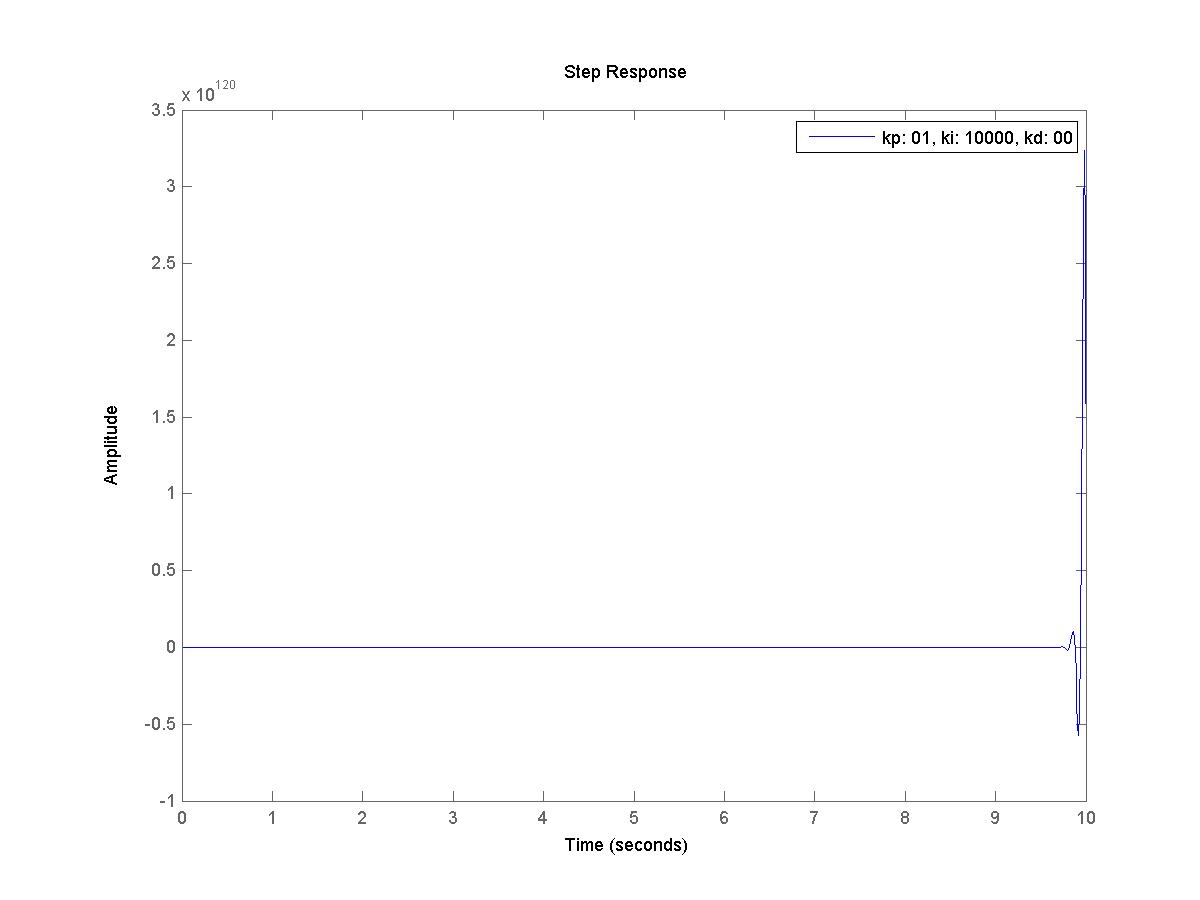 Step Response
x 10^120
kp: 01, ki: 10000, kd: 00
3.5
3
2.5
2
1.5
1
0.5
0
-0.5
-1
Amplitude
0 1 2 3 4 5 6 7 8 9 10
Time (seconds)